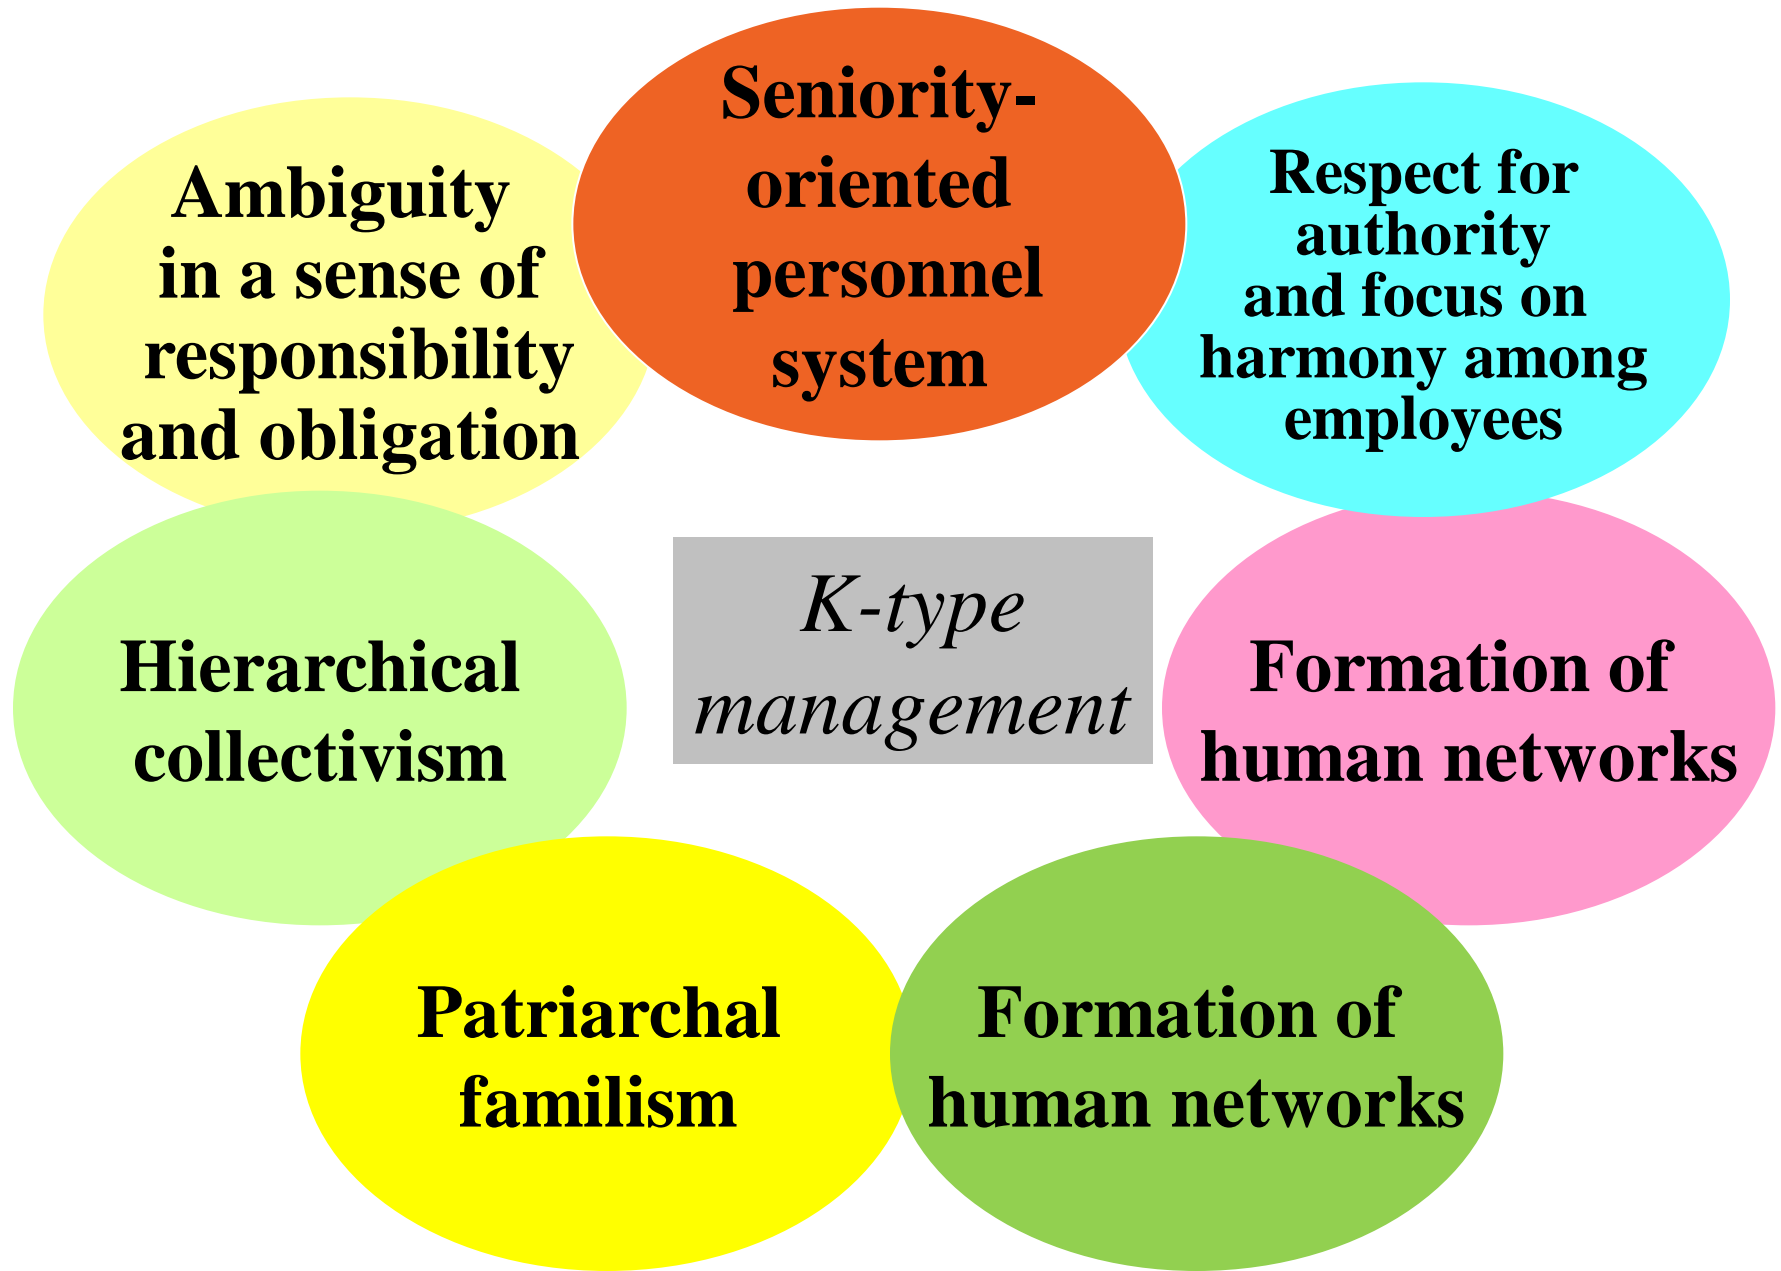 Seniority-
oriented
personnel
system
Ambiguity
in a sense of
responsibility
and obligation
Respect for
authority
and focus on
harmony among
employees
Hierarchical
collectivism
K-type
management
Formation of
human networks
Patriarchal
familism
Formation of
human networks